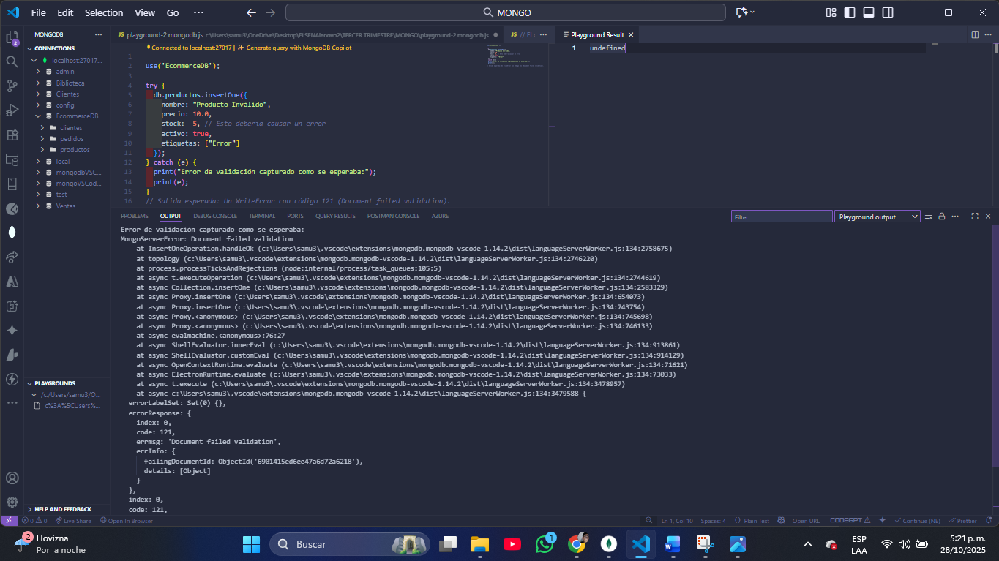 File Edit Selection View Go ··· MONGO
MONGODB ···
CONNECTIONS
localhost:27017...
admin
Biblioteca
Clientes
config
EcommerceDB
clientes
pedidos
productos
local
mongodbVSC...
mongoVSCod...
test
Ventas
PLAYGROUNDS
/c:/Users/samu3/O...
c%3A%5CUsers%...
HELP AND FEEDBACK
JS playground-2.mongodb.js c:\Users\samu3\OneDrive\Desktop\ELSENAlenovo2\TERCER TRIMESTRE\MONGO\playground-2.mongodb.js ● JS // El c ···
Connected to localhost:27017 | Generate query with MongoDB Copilot
1
2 use('EcommerceDB');
3
4 try {
5 db.productos.insertOne({
6 nombre: "Producto Inválido",
7 precio: 10.0,
8 stock: -5, // Esto debería causar un error
9 activo: true,
10 etiquetas: ["Error"]
11 });
12 } catch (e) {
13 print("Error de validación capturado como se esperaba:");
14 print(e);
15 }
16 // Salida esperada: Un WriteError con código 121 (Document failed validation).
Playground Result
1 undefined
PROBLEMS OUTPUT DEBUG CONSOLE TERMINAL PORTS QUERY RESULTS POSTMAN CONSOLE AZURE Filter Playground output
Error de validación capturado como se esperaba:
MongoServerError: Document failed validation
at InsertOneOperation.handleOk (c:\Users\samu3\.vscode\extensions\mongodb.mongodb-vscode-1.14.2\dist\languageServerWorker.js:134:2758675)
at topology (c:\Users\samu3\.vscode\extensions\mongodb.mongodb-vscode-1.14.2\dist\languageServerWorker.js:134:2746220)
at process.processTicksAndRejections (node:internal/process/task_queues:105:5)
at async t.executeOperation (c:\Users\samu3\.vscode\extensions\mongodb.mongodb-vscode-1.14.2\dist\languageServerWorker.js:134:2744619)
at async Collection.insertOne (c:\Users\samu3\.vscode\extensions\mongodb.mongodb-vscode-1.14.2\dist\languageServerWorker.js:134:2583329)
at async Proxy.insertOne (c:\Users\samu3\.vscode\extensions\mongodb.mongodb-vscode-1.14.2\dist\languageServerWorker.js:134:654073)
at async Proxy.insertOne (c:\Users\samu3\.vscode\extensions\mongodb.mongodb-vscode-1.14.2\dist\languageServerWorker.js:134:743754)
at async Proxy.<anonymous> (c:\Users\samu3\.vscode\extensions\mongodb.mongodb-vscode-1.14.2\dist\languageServerWorker.js:134:745698)
at async Proxy.<anonymous> (c:\Users\samu3\.vscode\extensions\mongodb.mongodb-vscode-1.14.2\dist\languageServerWorker.js:134:746133)
at async evalmachine.<anonymous>:76:27
at async ShellEvaluator.innerEval (c:\Users\samu3\.vscode\extensions\mongodb.mongodb-vscode-1.14.2\dist\languageServerWorker.js:134:913861)
at async ShellEvaluator.customEval (c:\Users\samu3\.vscode\extensions\mongodb.mongodb-vscode-1.14.2\dist\languageServerWorker.js:134:914129)
at async OpenContextRuntime.evaluate (c:\Users\samu3\.vscode\extensions\mongodb.mongodb-vscode-1.14.2\dist\languageServerWorker.js:134:71621)
at async ElectronRuntime.evaluate (c:\Users\samu3\.vscode\extensions\mongodb.mongodb-vscode-1.14.2\dist\languageServerWorker.js:134:73033)
at async t.execute (c:\Users\samu3\.vscode\extensions\mongodb.mongodb-vscode-1.14.2\dist\languageServerWorker.js:134:3478957)
at async c:\Users\samu3\.vscode\extensions\mongodb.mongodb-vscode-1.14.2\dist\languageServerWorker.js:134:3479588 {
errorLabelSet: Set(0) {},
errorResponse: {
index: 0,
code: 121,
errmsg: 'Document failed validation',
errInfo: {
failingDocumentId: ObjectId('6901415ed6ee47a6d72a6218'),
details: [Object]
}
},
index: 0,
code: 121,
0 0 Live Share Open In Browser Ln 1, Col 10 Spaces: 4 {} Plain Text Open URL CODEGPT Continue (NE) Prettier
2 Llovizna
Por la noche
Buscar
1
ESP
LAA
5:21 p.m.
28/10/2025